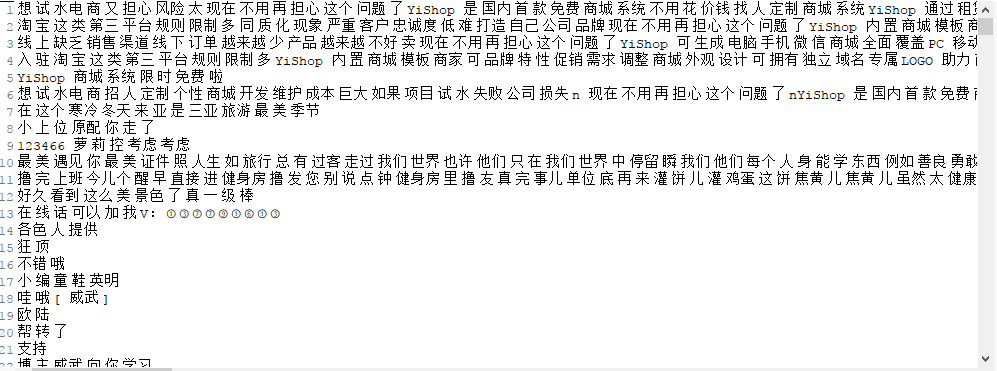 1 想试水电商又担心风险太现在不用再担心这个问题了YiShop 是国内首款免费商城系统不用花价钱找人定制商城系统YiShop 通过租
2 淘宝这类第三平台规则限制多同质化现象严重客户忠诚度低难打造自己公司品牌现在不用再担心这个问题了YiShop 内置商城模板商
3 线上缺乏销售渠道线下订单越来越少产品越来越不好卖现在不用再担心这个问题了YiShop 可生成电脑手机微信商城全面覆盖PC 移动
4 入驻淘宝这类第三平台规则限制多YiShop 内置商城模板商家可品牌特性促销需求调整商城外观设计可拥有独立域名专属LOGO 助力
5 YiShop 商城系统限时免费啦
6 想试水电商招人定制个性商城开发维护成本巨大如果项目试水失败公司损失n 现在不用再担心这个问题了nYiShop 是国内首款免费商
7 在这个寒冷冬天来亚是三亚旅游最美季节
8 小上位原配你走了
9 123466 萝莉控考虑考虑
10 最美遇见你最美证件照人生如旅行总有过客走过我们世界也许他们只在我们世界中停留瞬我们他们每个人身能学东西例如善良勇敢
11 撸完上班今儿个醒早直接进健身房撸发您别说点钟健身房里撸友真完事儿单位底再来灌饼儿灌鸡蛋这饼焦黄儿焦黄儿虽然太健康
12 好久看到这么美景色了真一级棒
13 在线话可以加我V：
14 各色人提供
15 狂顶
16 不错哦
17 小编童鞋英明
18 哇哦[ 威武]
19 欧陆
20 帮转了
21 支持
22 博主威武向你学习